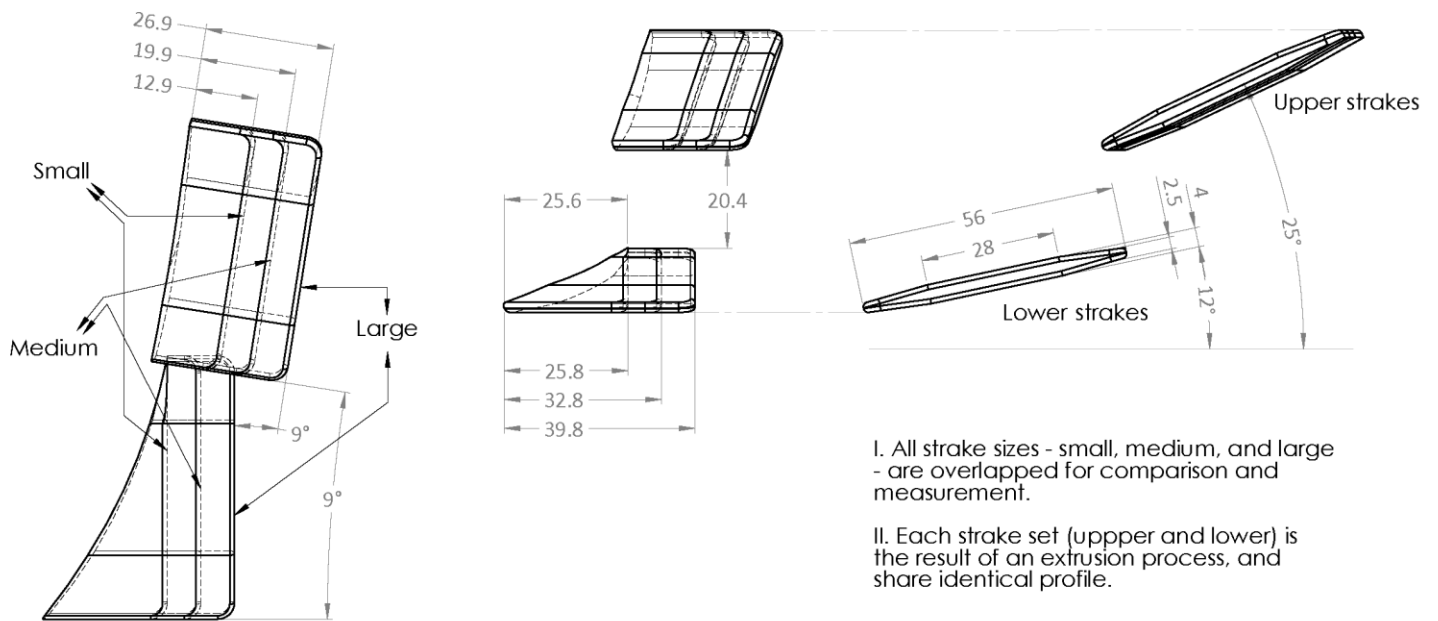 26.9
19.9
12.9
Small
Medium
Large
9°
9°
25.6
20.4
25.8
32.8
39.8
Upper strakes
56
28
2.5
4
25°
12°
Lower strakes
I. All strake sizes - small, medium, and large
- are overlapped for comparison and
measurement.
II. Each strake set (uppper and lower) is
the result of an extrusion process, and
share identical profile.